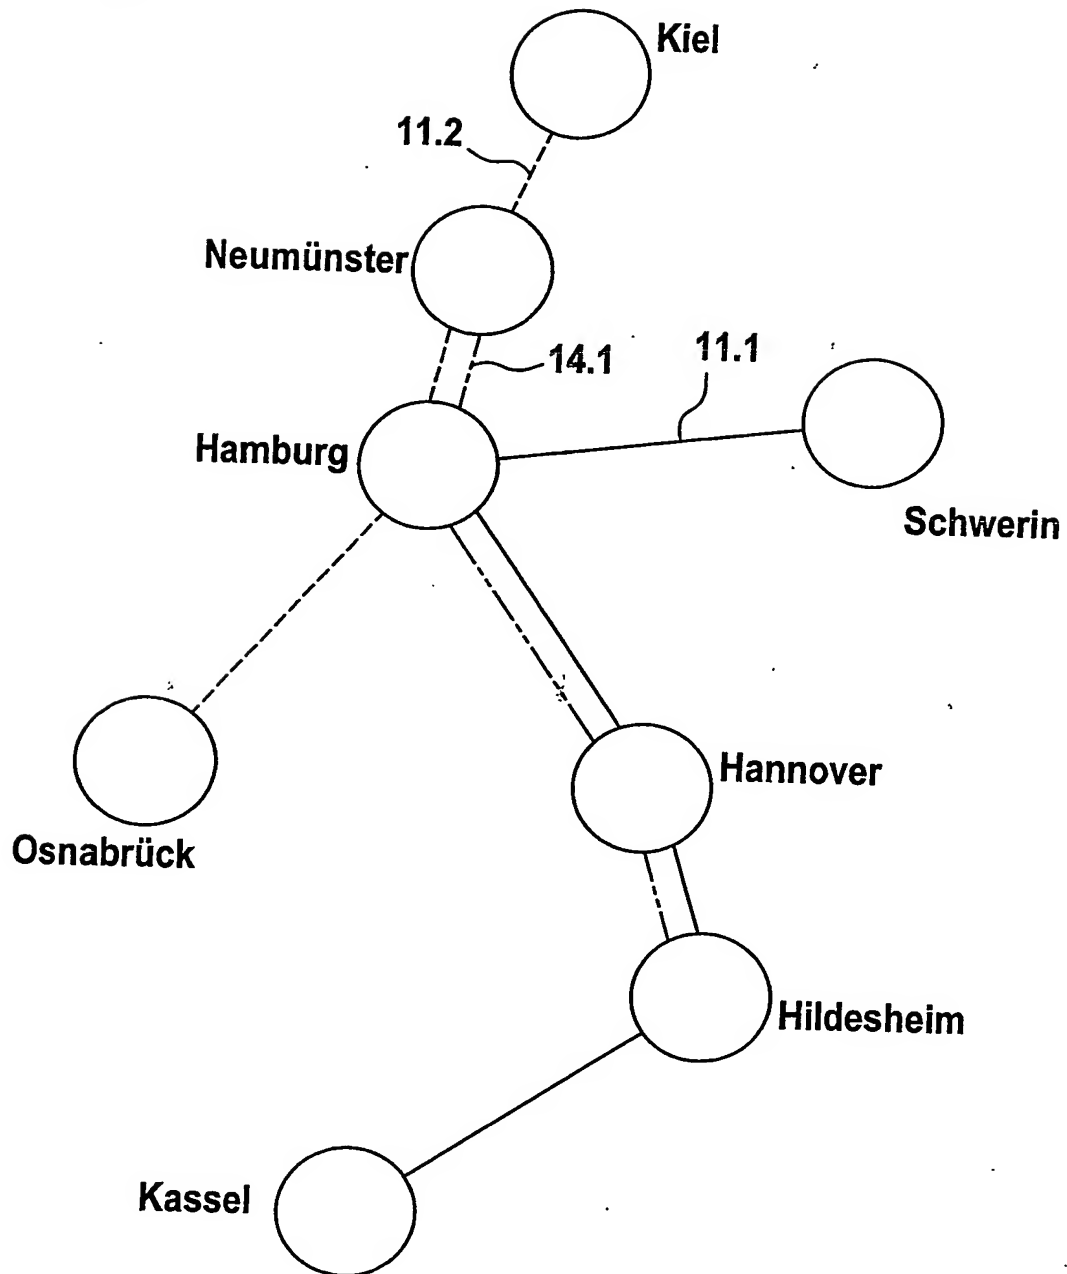 Kiel
11.2
Neumünster
14.1
11.1
Hamburg
Schwerin
Hannover
Osnabrück
Hildesheim
Kassel